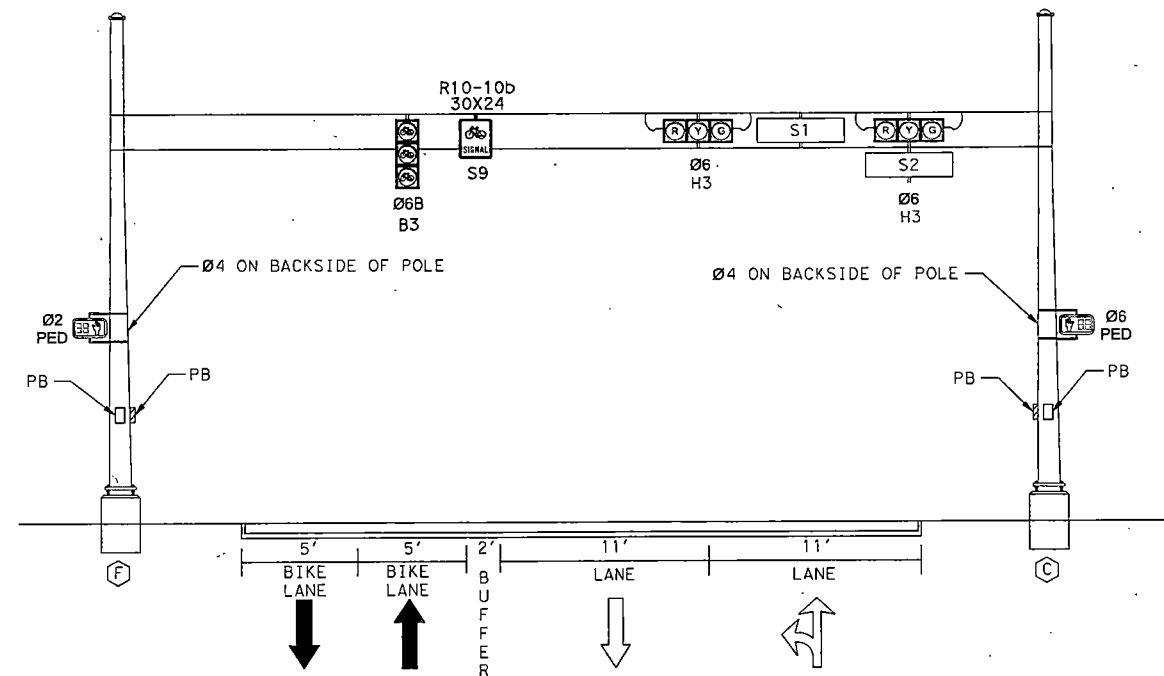 R10-10b
30X24
SIGNAL
S9
R Y G
S1
R Y G
S2
Ø6
H3
Ø6
H3
Ø6B
B3
Ø4 ON BACKSIDE OF POLE
Ø4 ON BACKSIDE OF POLE
Ø2
PED
Ø6
PED
PB
PB
PB
PB
5'
5'
2'
11'
11'
BIKE
LANE
BIKE
LANE
BUFFER
LANE
LANE
F
C